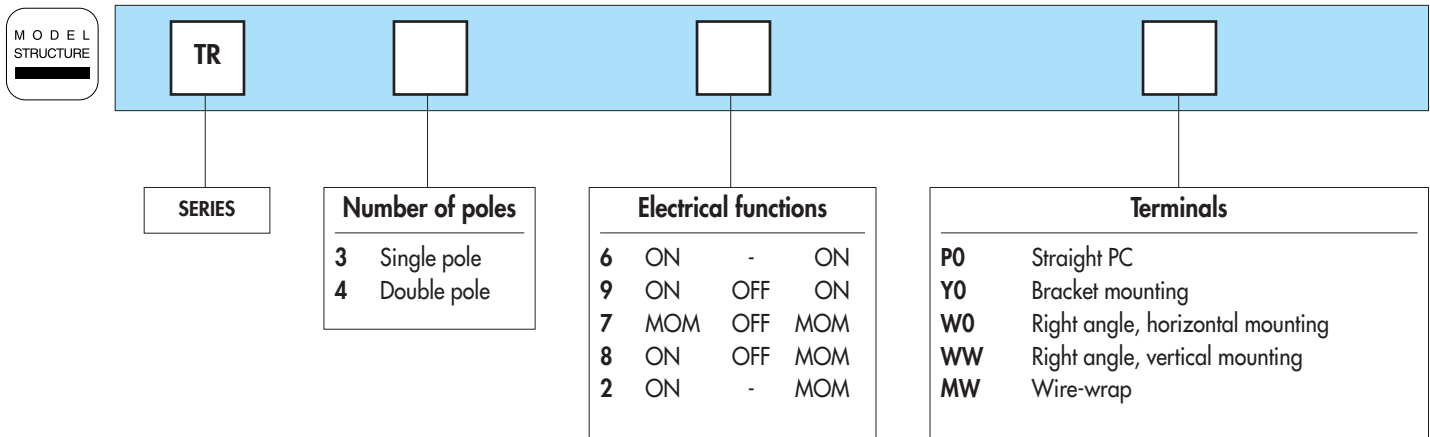 MODEL
STRUCTURE
TR
SERIES
Number of poles
3 Single pole
4 Double pole
Electrical functions
6 ON - ON
9 ON OFF ON
7 MOM OFF MOM
8 ON OFF MOM
2 ON - MOM
Terminals
P0 Straight PC
Y0 Bracket mounting
W0 Right angle, horizontal mounting
WW Right angle, vertical mounting
MW Wire-wrap